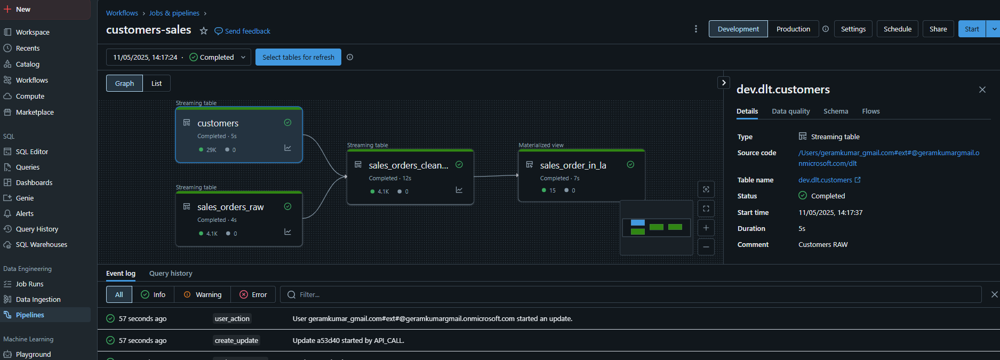 New
Workspace
Recents
Catalog
Workflows
Compute
Marketplace
SQL
SQL Editor
Queries
Dashboards
Genie
Alerts
Query History
SQL Warehouses
Data Engineering
Job Runs
Data Ingestion
Pipelines
Machine Learning
Playground
Workflows › Jobs & pipelines ›
customers-sales Send feedback
Development Production Settings Schedule Share Start
11/05/2025, 14:17:24 · Completed Select tables for refresh
Graph List
Streaming table
customers
Completed · 5s
29K 0
Streaming table
sales_orders_raw
Completed · 4s
4.1K 0
Streaming table
sales_orders_clean...
Completed · 12s
4.1K 0
Materialized view
sales_order_in_la
Completed · 7s
15 0
dev.dlt.customers
Details Data quality Schema Flows
Type Streaming table
Source code /Users/geramkumar_gmail.com#ext#@geramkumargmail.o
nmicrosoft.com/dlt
Table name dev.dlt.customers
Status Completed
Start time 11/05/2025, 14:17:37
Duration 5s
Comment Customers RAW
Event log Query history
All Info Warning Error Filter...
57 seconds ago user_action User geramkumar_gmail.com#ext#@geramkumargmail.onmicrosoft.com started an update.
57 seconds ago create_update Update a53d40 started by API_CALL.